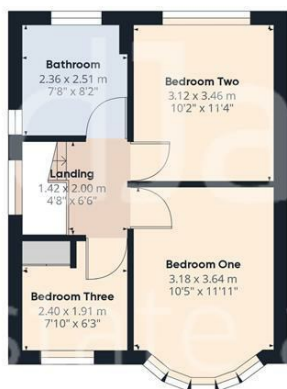 Bathroom
2.36 x 2.51 m
7'8" x 8'2"
Bedroom Two
3.12 x 3.46 m
10'2" x 11'4"
Landing
1.42 x 2.00 m
4'8" x 6'6"
Bedroom One
3.18 x 3.64 m
10'5" x 11'11"
Bedroom Three
2.40 x 1.91 m
7'10" x 6'3"